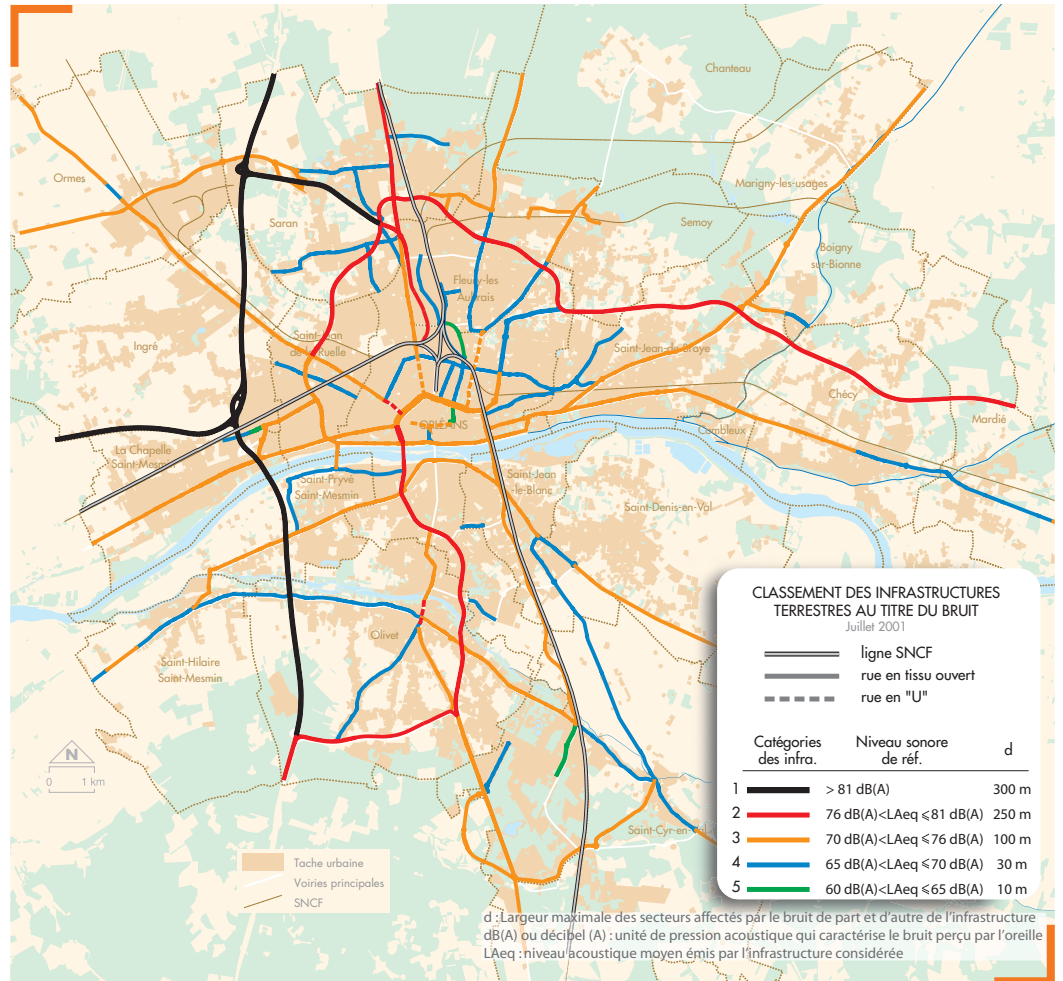 Chanteau
Ormes
Marigny-les-usages
Saran
Semoy
Boigny
sur-Bionne
Fleury-les
Aubrais
Ingré
Saint-Jean
de la Ruelle
Saint-Jean-de-Braye
Chécy
Mardié
ORLÉANS
Combleux
La Chapelle
Saint-Mesmin
Saint-Pryvé
Saint-Mesmin
Saint-Jean
-le-Blanc
Saint-Denis-en-Val
Olivet
Saint-Hilaire
Saint-Mesmin
Saint-Cyr-en-Val
N
0 1 km
Tache urbaine
Voiries principales
SNCF
CLASSEMENT DES INFRASTRUCTURES
TERRESTRES AU TITRE DU BRUIT
Juillet 2001
ligne SNCF
rue en tissu ouvert
rue en "U"
Catégories Niveau sonore d
des infra. de réf.
1 > 81 dB(A) 300 m
2 76 dB(A)<LAeq ⩽81 dB(A) 250 m
3 70 dB(A)<LAeq ⩽76 dB(A) 100 m
4 65 dB(A)<LAeq ⩽70 dB(A) 30 m
5 60 dB(A)<LAeq ⩽65 dB(A) 10 m
d : Largeur maximale des secteurs affectés par le bruit de part et d'autre de l'infrastructure
dB(A) ou décibel (A) : unité de pression acoustique qui caractérise le bruit perçu par l'oreille
LAeq : niveau acoustique moyen émis par l'infrastructure considérée